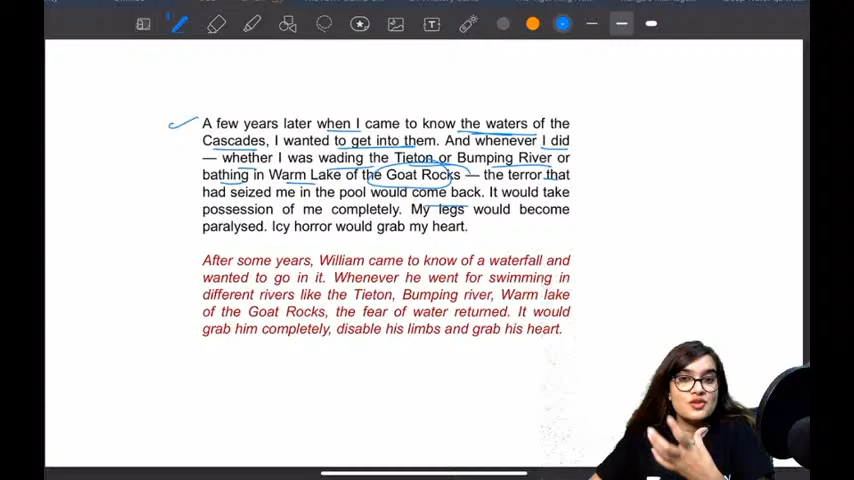 A few years later when I came to know the waters of the
Cascades, I wanted to get into them. And whenever I did
— whether I was wading the Tieton or Bumping River or
bathing in Warm Lake of the Goat Rocks — the terror that
had seized me in the pool would come back. It would take
possession of me completely. My legs would become
paralysed. Icy horror would grab my heart.
After some years, William came to know of a waterfall and
wanted to go in it. Whenever he went for swimming in
different rivers like the Tieton, Bumping river, Warm lake
of the Goat Rocks, the fear of water returned. It would
grab him completely, disable his limbs and grab his heart.